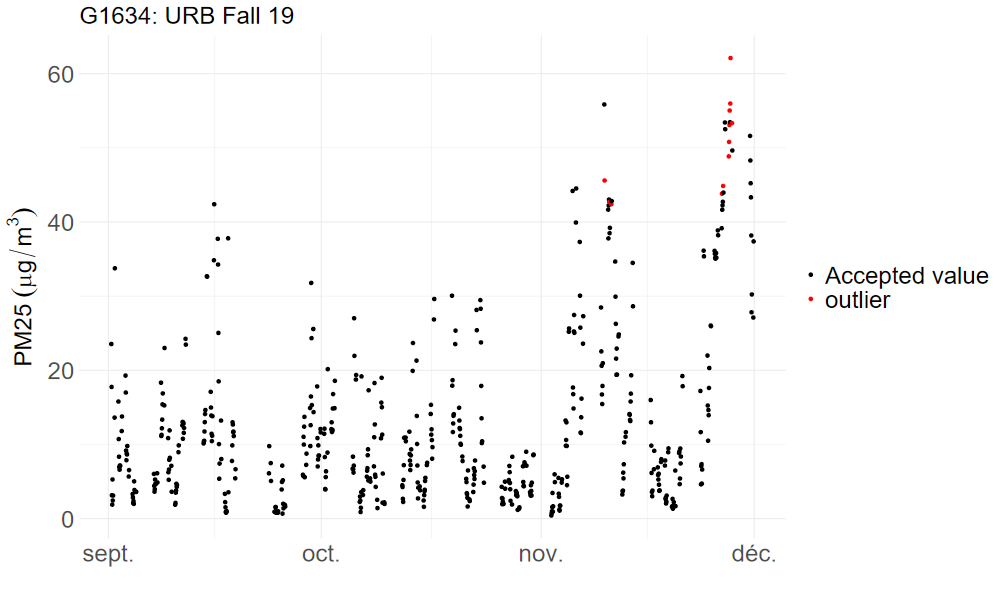 G1634: URB Fall 19
PM25 (μg/m³)
60
40
20
0
sept.
oct.
nov.
déc.
Accepted value
outlier